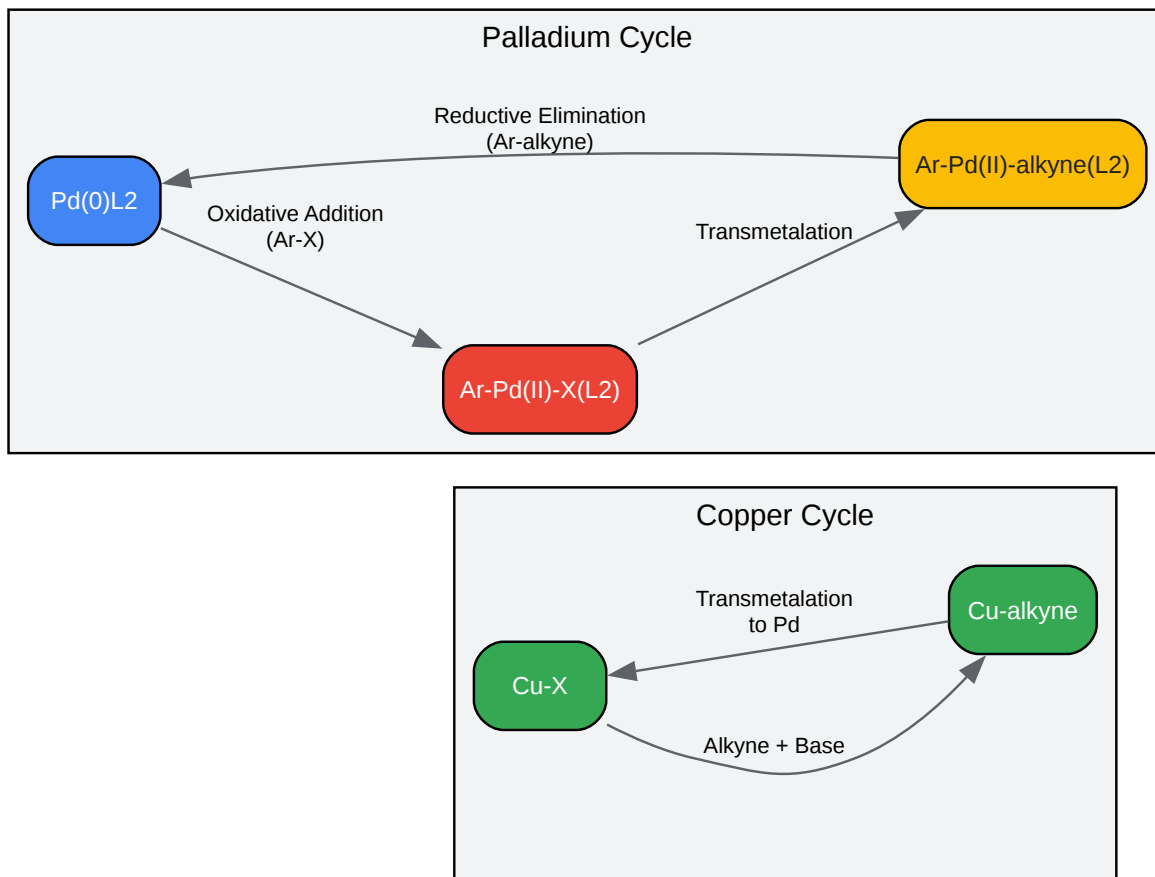 Palladium Cycle
Reductive Elimination
(Ar-alkyne)
Ar-Pd(II)-alkyne(L2)
Pd(0)L2
Oxidative Addition
(Ar-X)
Transmetalation
Ar-Pd(II)-X(L2)
Copper Cycle
Transmetalation
to Pd
Cu-alkyne
Cu-X
Alkyne + Base